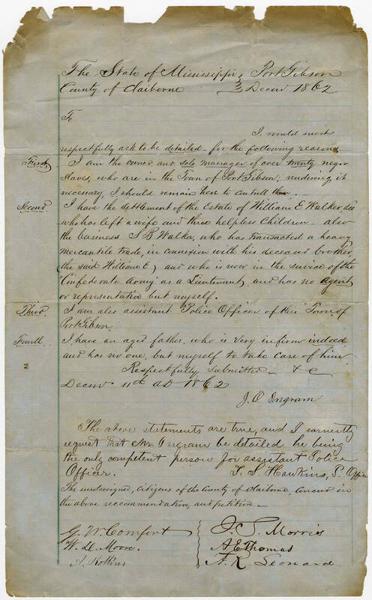 The State of Mississippi, Port Gibson
County of Claiborne Decmr 1862
To
I would most
respectfully ask to be detailed for the following reasons
First I am the owner and sole manager of over twenty negro
slaves, who are in the Town of Port Gibson, rendering it
necessary I should remain here to controll them.
Second I have the settlement of the Estate of William E Walker
who has left a wife and three helpless children. also
the business J B Walker, who has transacted a heavy
mercantile trade, in connexion with his deceased brother
the said William E, and who is now in the service of the
Confederate Army as a Lieutenant, and has no Agent
or representative but myself.
Third I am also assistant Police Officer of this Town of
Port Gibson.
Fourth I have an aged father, who is very infirm indeed
and has no one, but myself to take care of him.
Respectfully Submitted - & c
Decmr 11th AD 1862
J. O Ingram
The above statements are true, and I earnestly
request that Mr Ingram be detailed he being
the only competent person for assistant Police
Officer. Hawkins,
The undersigned, citizens of the County of Claiborne, concur in
the above recommendation, and petition -
G. W. Comfort
Morris
W. D. Moore.
A E Thomas
J. Rollins
A. K Leonard